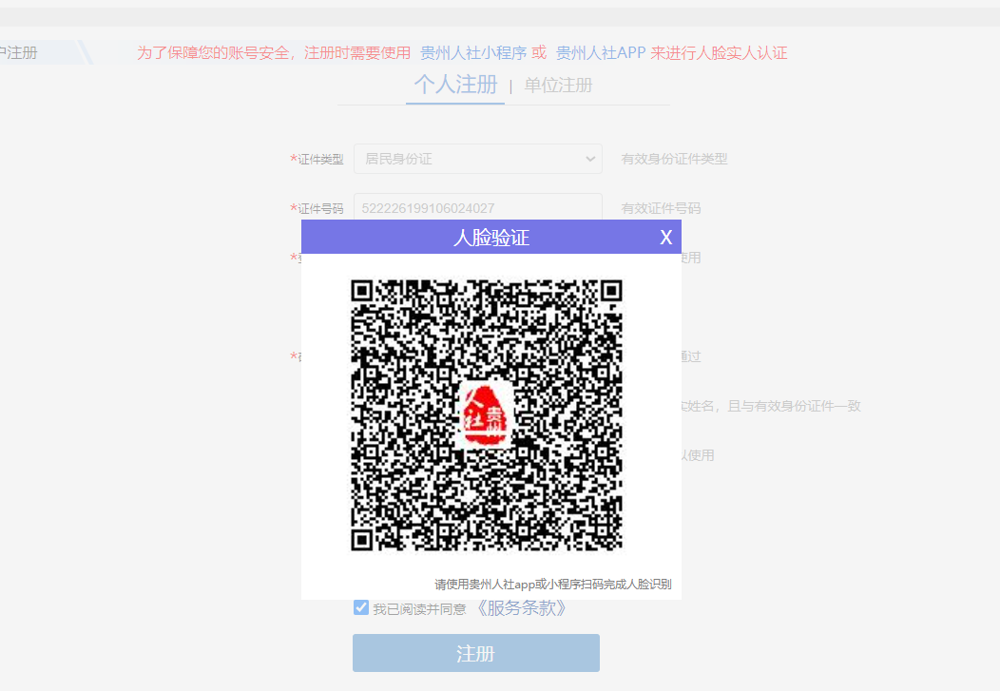 户注册
为了保障您的账号安全，注册时需要使用 贵州人社小程序 或 贵州人社APP 来进行人脸实人认证
个人注册 | 单位注册
*证件类型 居民身份证 有效身份证件类型
*证件号码 522226199106024027 有效证件号码
人脸验证 X
* 使用
* 通过
实姓名，且与有效身份证件一致
以使用
人社
贵州
请使用贵州人社app或小程序扫码完成人脸识别
我已阅读并同意 《服务条款》
注册